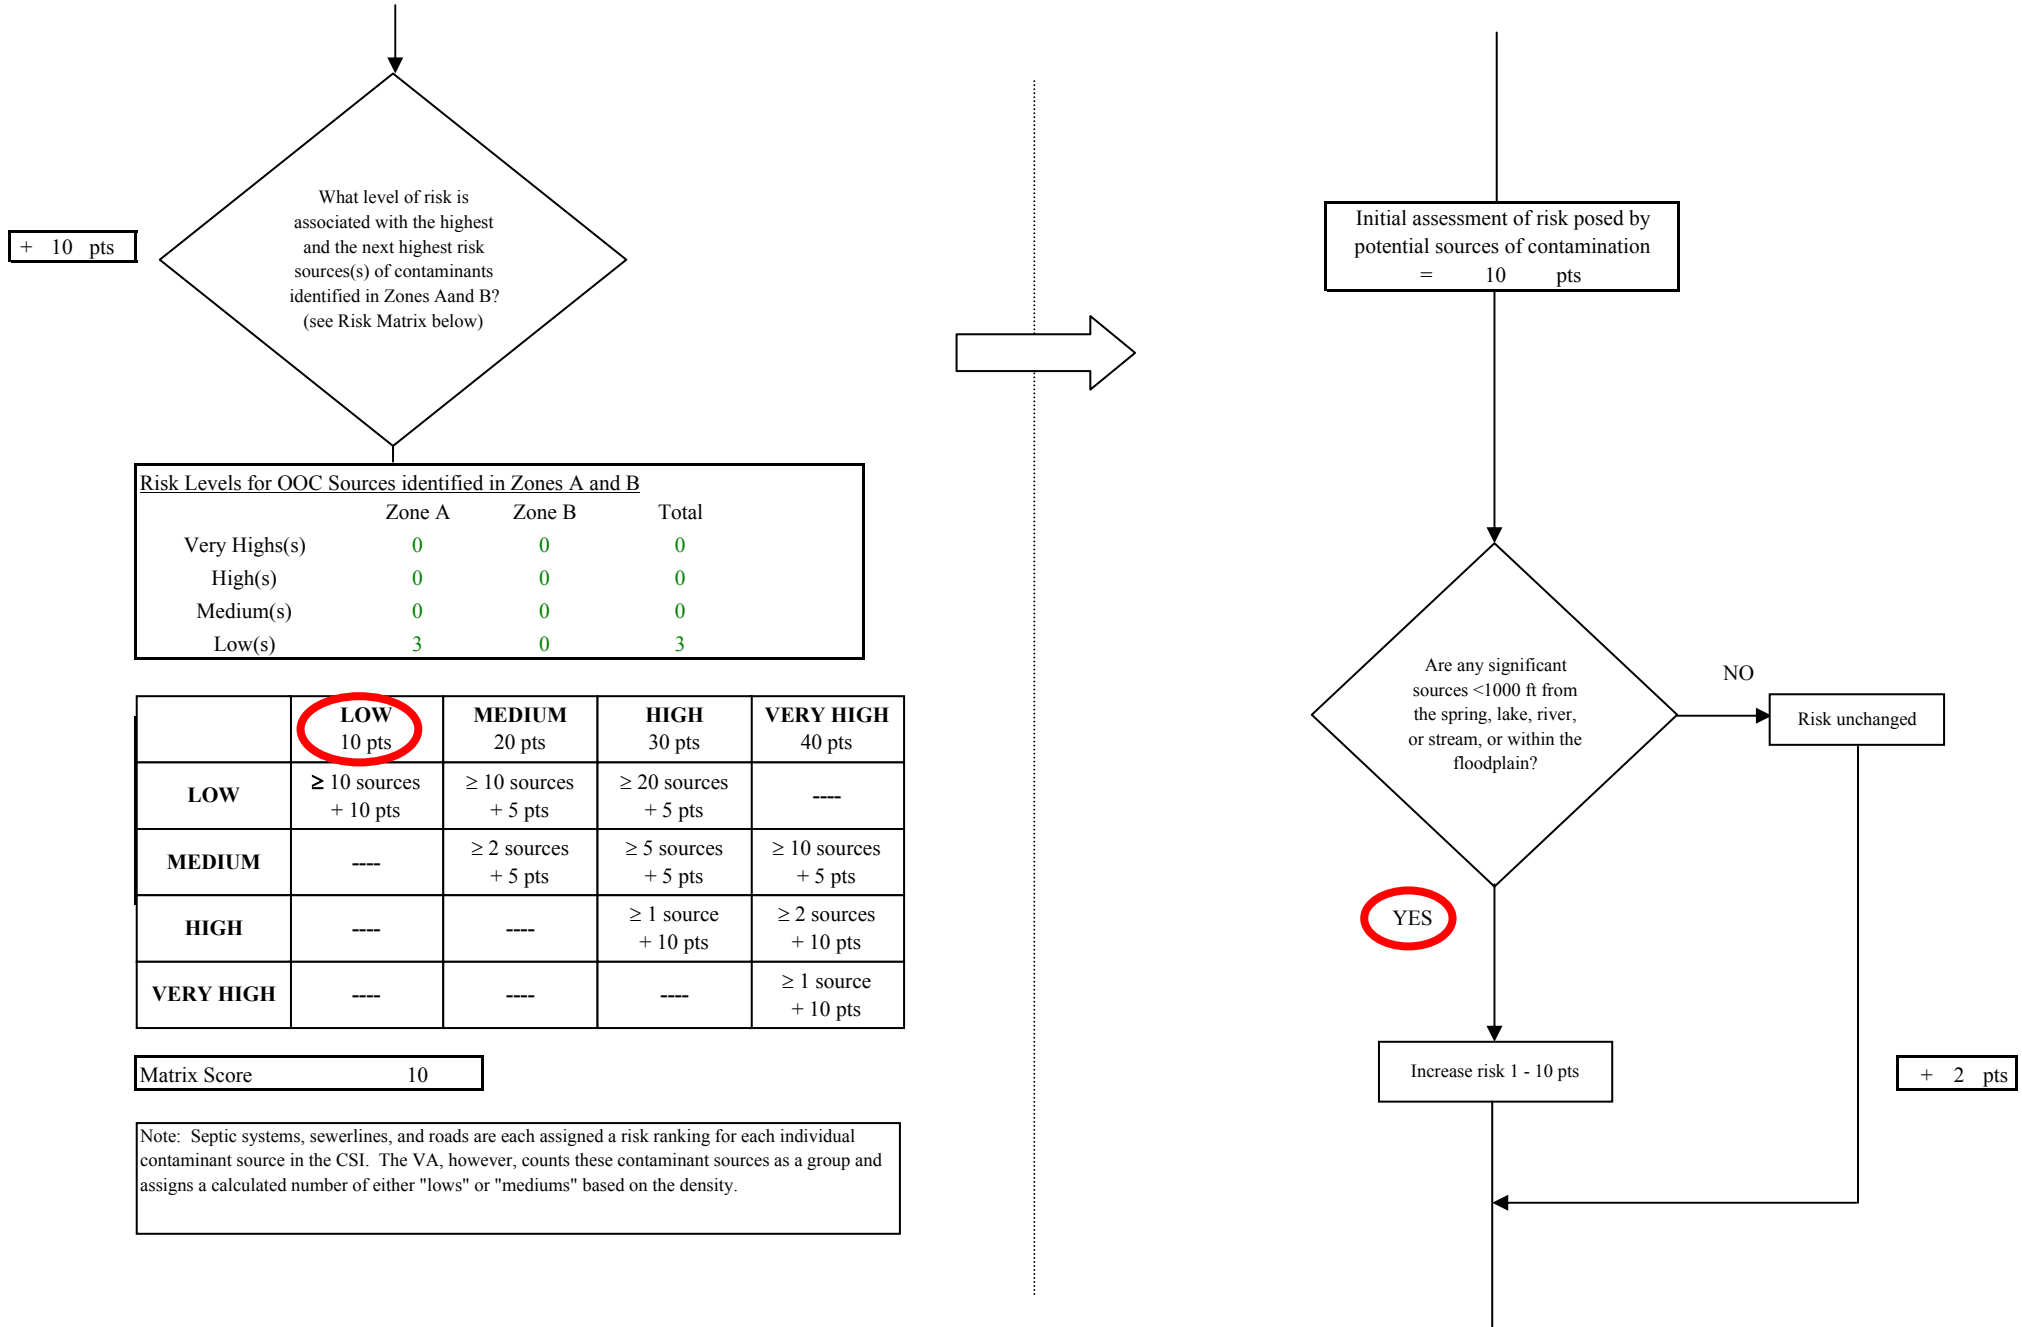 What level of risk is
associated with the highest
and the next highest risk
sources(s) of contaminants
identified in Zones Aand B?
(see Risk Matrix below)
+ 10 pts
Risk Levels for OOC Sources identified in Zones A and B
Zone A Zone B Total
Very Highs(s) 0 0 0
High(s) 0 0 0
Medium(s) 0 0 0
Low(s) 3 0 3
LOW MEDIUM HIGH VERY HIGH
10 pts 20 pts 30 pts 40 pts
LOW ≥ 10 sources ≥ 10 sources ≥ 20 sources ----
+ 10 pts + 5 pts + 5 pts
MEDIUM ---- ≥ 2 sources ≥ 5 sources ≥ 10 sources
+ 5 pts + 5 pts + 5 pts
HIGH ---- ---- ≥ 1 source ≥ 2 sources
+ 10 pts + 10 pts
VERY HIGH ---- ---- ---- ≥ 1 source
+ 10 pts
Matrix Score 10
Note: Septic systems, sewerlines, and roads are each assigned a risk ranking for each individual
contaminant source in the CSI. The VA, however, counts these contaminant sources as a group and
assigns a calculated number of either "lows" or "mediums" based on the density.
Initial assessment of risk posed by
potential sources of contamination
= 10 pts
Are any significant
sources <1000 ft from
the spring, lake, river,
or stream, or within the
floodplain?
NO
Risk unchanged
YES
Increase risk 1 - 10 pts
+ 2 pts